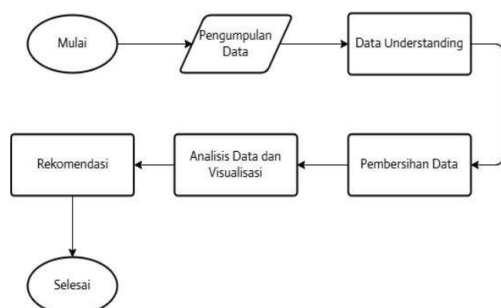 Mulai
Pengumpulan
Data
Data Understanding
Pembersihan Data
Analisis Data dan
Visualisasi
Rekomendasi
Selesai